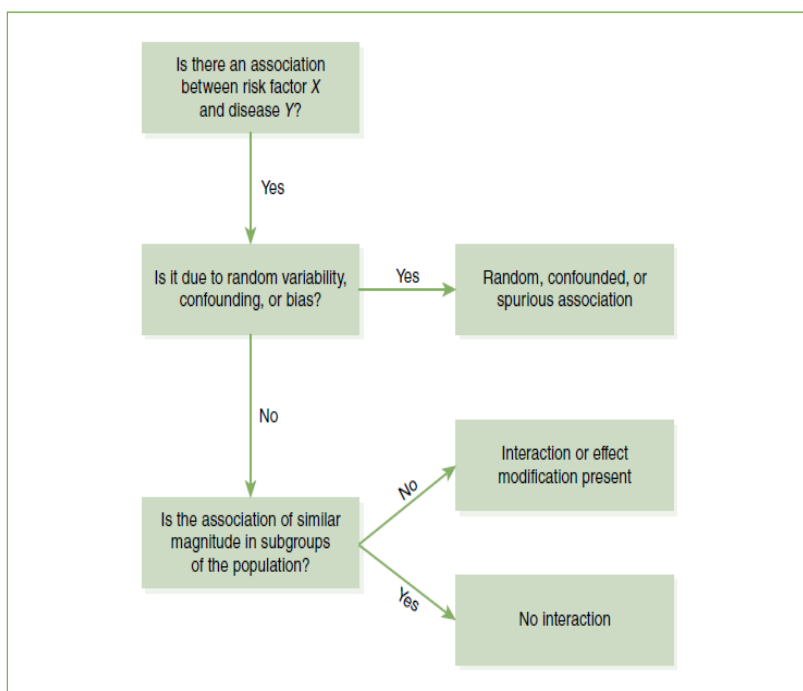 Is there an association
between risk factor X
and disease Y?
Yes
Is it due to random variability,
confounding, or bias?
Yes
Random, confounded, or
spurious association
No
Interaction or effect
modification present
No
Is the association of similar
magnitude in subgroups
of the population?
Yes
No interaction